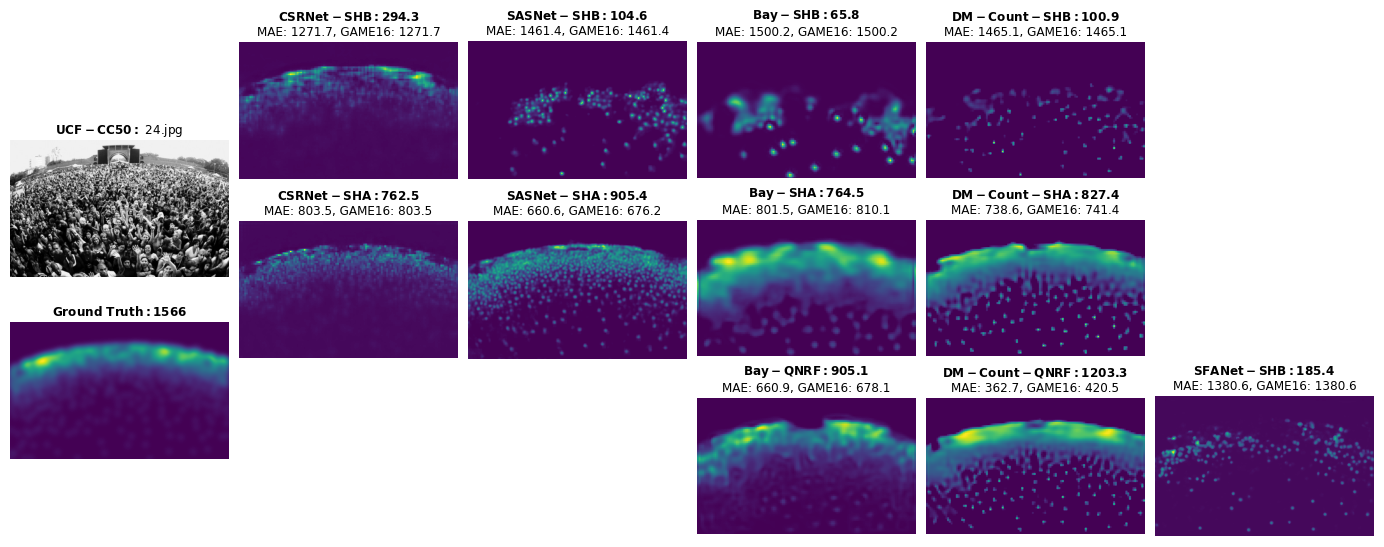 CSRNet − SHB : 294.3
MAE: 1271.7, GAME16: 1271.7
SASNet − SHB : 104.6
MAE: 1461.4, GAME16: 1461.4
Bay − SHB : 65.8
MAE: 1500.2, GAME16: 1500.2
DM − Count − SHB : 100.9
MAE: 1465.1, GAME16: 1465.1
UCF − CC50 : 24.jpg
CSRNet − SHA : 762.5
MAE: 803.5, GAME16: 803.5
SASNet − SHA : 905.4
MAE: 660.6, GAME16: 676.2
Bay − SHA : 764.5
MAE: 801.5, GAME16: 810.1
DM − Count − SHA : 827.4
MAE: 738.6, GAME16: 741.4
Ground Truth : 1566
Bay − QNRF : 905.1
MAE: 660.9, GAME16: 678.1
DM − Count − QNRF : 1203.3
MAE: 362.7, GAME16: 420.5
SFANet − SHB : 185.4
MAE: 1380.6, GAME16: 1380.6